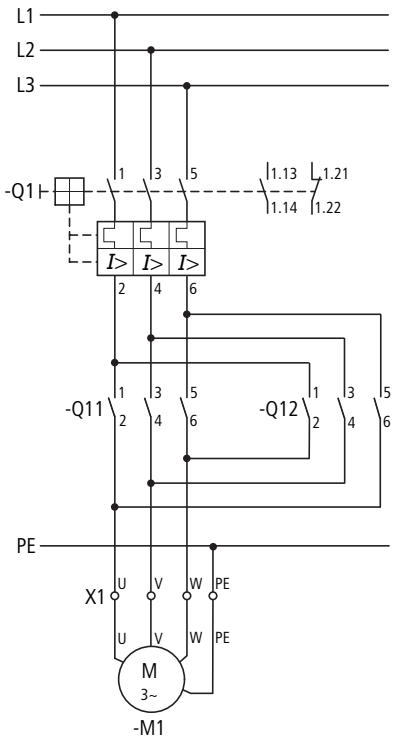 L1
L2
L3
1 3 5 1.13 1.21
-Q1
1.14 1.22
I> I> I>
2 4 6
1 3 5 1 3 5
-Q11 -Q12
2 4 6 2 4 6
PE
U V W PE
X1
U V W PE
M
3~
-M1